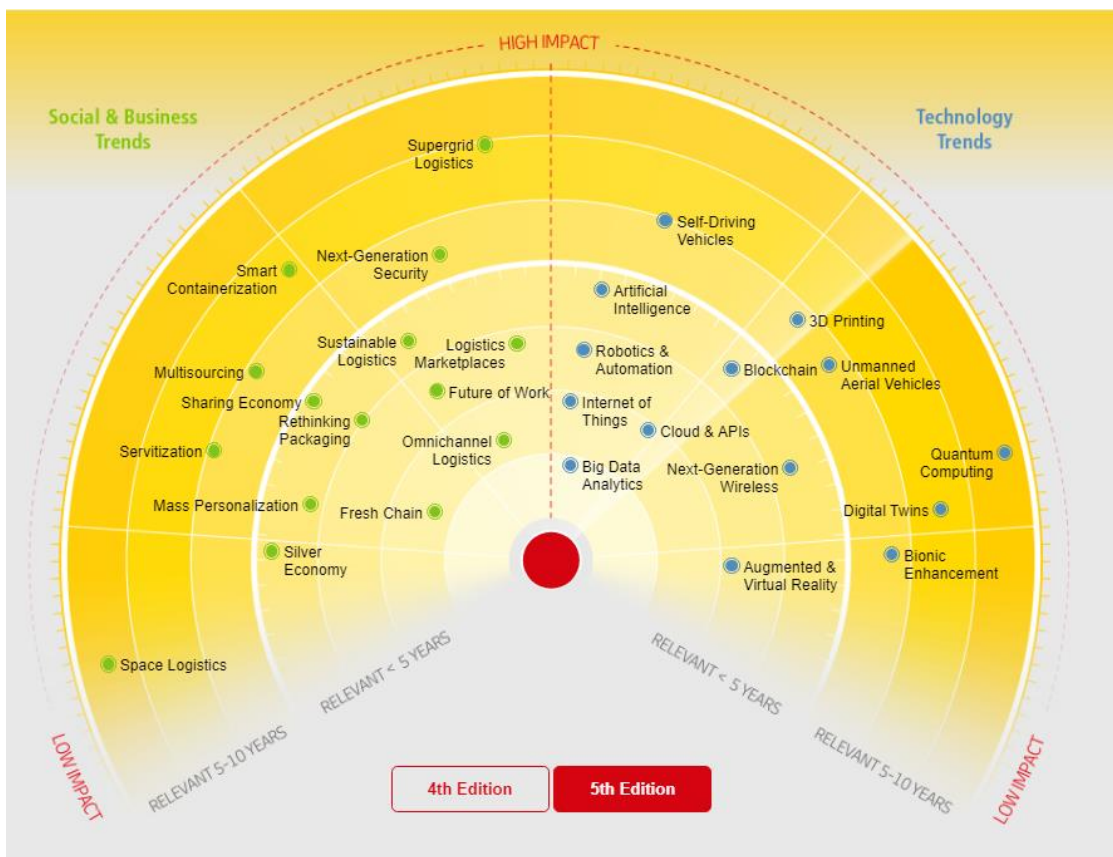 HIGH IMPACT
Social & Business
Trends
Technology
Trends
Supergrid
Logistics
Self-Driving
Vehicles
Next-Generation
Security
Smart
Containerization
Artificial
Intelligence
3D Printing
Sustainable
Logistics
Logistics
Marketplaces
Robotics &
Automation
Blockchain
Unmanned
Aerial Vehicles
Multisourcing
Sharing Economy
Future of Work
Internet of
Things
Rethinking
Packaging
Cloud & APIs
Servitization
Omnichannel
Logistics
Big Data
Analytics
Next-Generation
Wireless
Quantum
Computing
Mass Personalization
Fresh Chain
Digital Twins
Silver
Economy
Augmented &
Virtual Reality
Bionic
Enhancement
Space Logistics
RELEVANT < 5 YEARS
RELEVANT < 5 YEARS
RELEVANT 5-10 YEARS
RELEVANT 5-10 YEARS
LOW IMPACT
LOW IMPACT
4th Edition
5th Edition